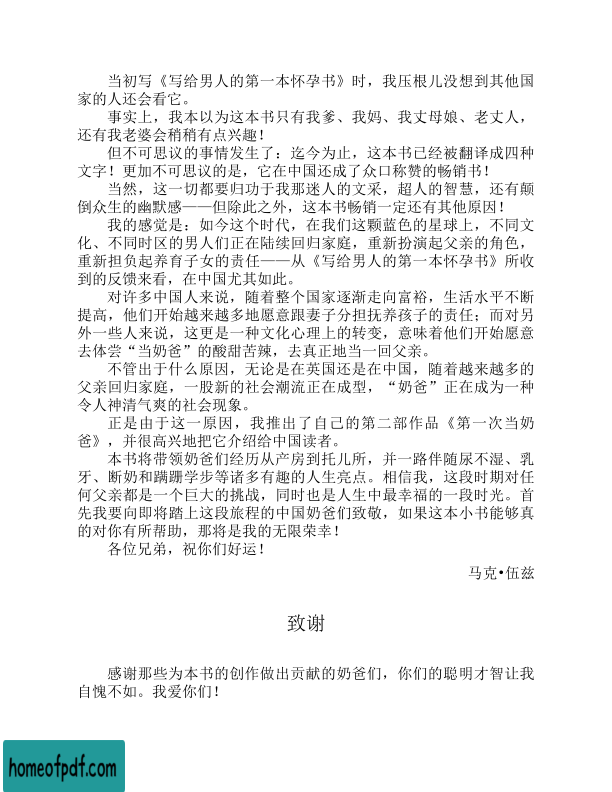 当初写《写给男人的第一本怀孕书》时，我压根儿没想到其他国
家的人还会看它。
事实上，我本以为这本书只有我爹、我妈、我丈母娘、老丈人，
还有我老婆会稍稍有点兴趣！
但不可思议的事情发生了：迄今为止，这本书已经被翻译成四种
文字！更加不可思议的是，它在中国还成了众口称赞的畅销书！
当然，这一切都要归功于我那迷人的文采，超人的智慧，还有颠
倒众生的幽默感——但除此之外，这本书畅销一定还有其他原因！
我的感觉是：如今这个时代，在我们这颗蓝色的星球上，不同文
化、不同时区的男人们正在陆续回归家庭，重新扮演起父亲的角色，
重新担负起养育子女的责任——从《写给男人的第一本怀孕书》所收
到的反馈来看，在中国尤其如此。
对许多中国人来说，随着整个国家逐渐走向富裕，生活水平不断
提高，他们开始越来越多地愿意跟妻子分担抚养孩子的责任；而对另
外一些人来说，这更是一种文化心理上的转变，意味着他们开始愿意
去体尝“当奶爸”的酸甜苦辣，去真正地当一回父亲。
不管出于什么原因，无论是在英国还是在中国，随着越来越多的
父亲回归家庭，一股新的社会潮流正在成型，“奶爸”正在成为一种
令人神清气爽的社会现象。
正是由于这一原因，我推出了自己的第二部作品《第一次当奶
爸》，并很高兴地把它介绍给中国读者。
本书将带领奶爸们经历从产房到托儿所，并一路伴随尿不湿、乳
牙、断奶和蹒跚学步等诸多有趣的人生亮点。相信我，这段时期对任
何父亲都是一个巨大的挑战，同时也是人生中最幸福的一段时光。首
先我要向即将踏上这段旅程的中国奶爸们致敬，如果这本小书能够真
的对你有所帮助，那将是我的无限荣幸！
各位兄弟，祝你们好运！
马克•伍兹
致谢
感谢那些为本书的创作做出贡献的奶爸们，你们的聪明才智让我
自愧不如。我爱你们！
homeofpdf.com